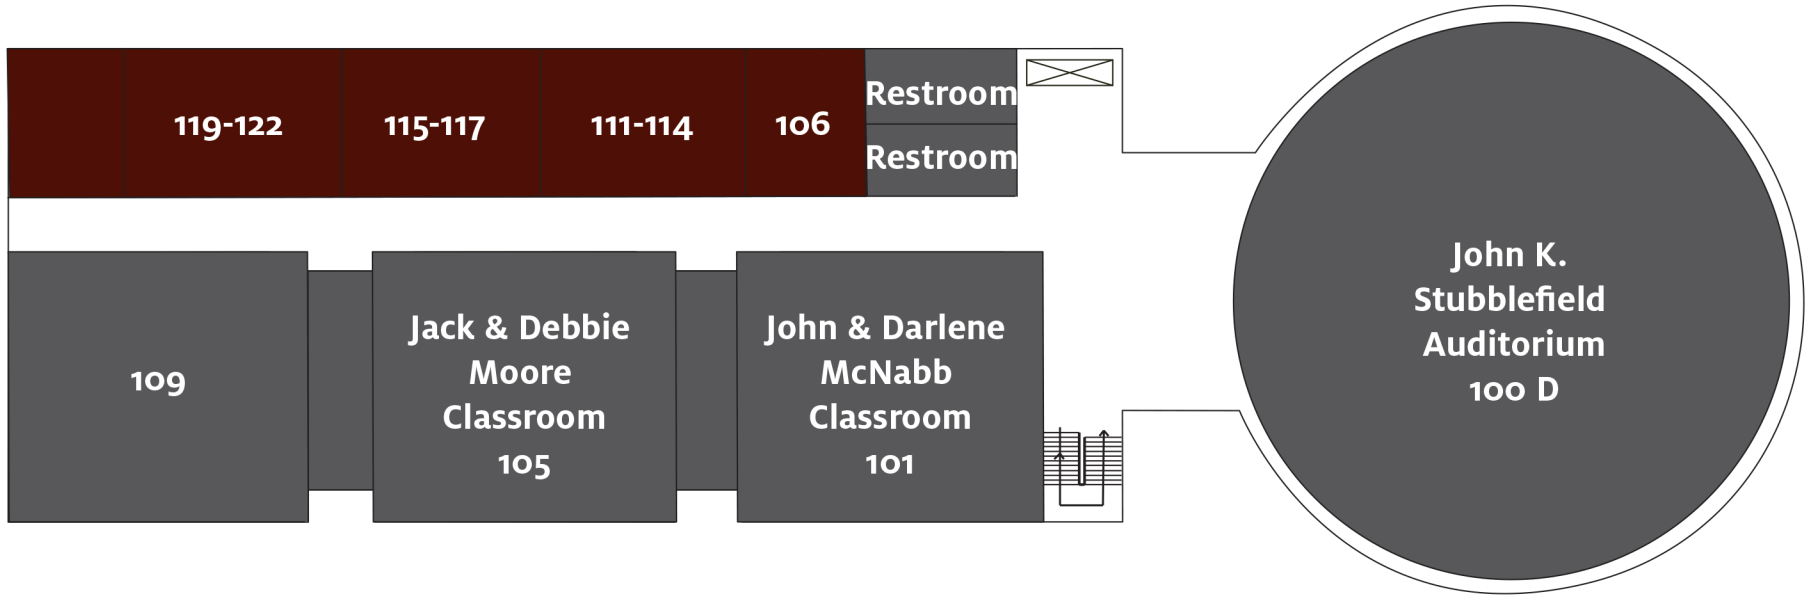 119-122
115-117
111-114
106
Restroom
Restroom
109
Jack & Debbie
Moore
Classroom
105
John & Darlene
McNabb
Classroom
101
John K.
Stubblefield
Auditorium
100 D